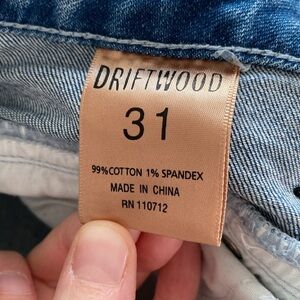 DRIFTWOOD
31
99%COTTON 1% SPANDEX
MADE IN CHINA
RN 110712